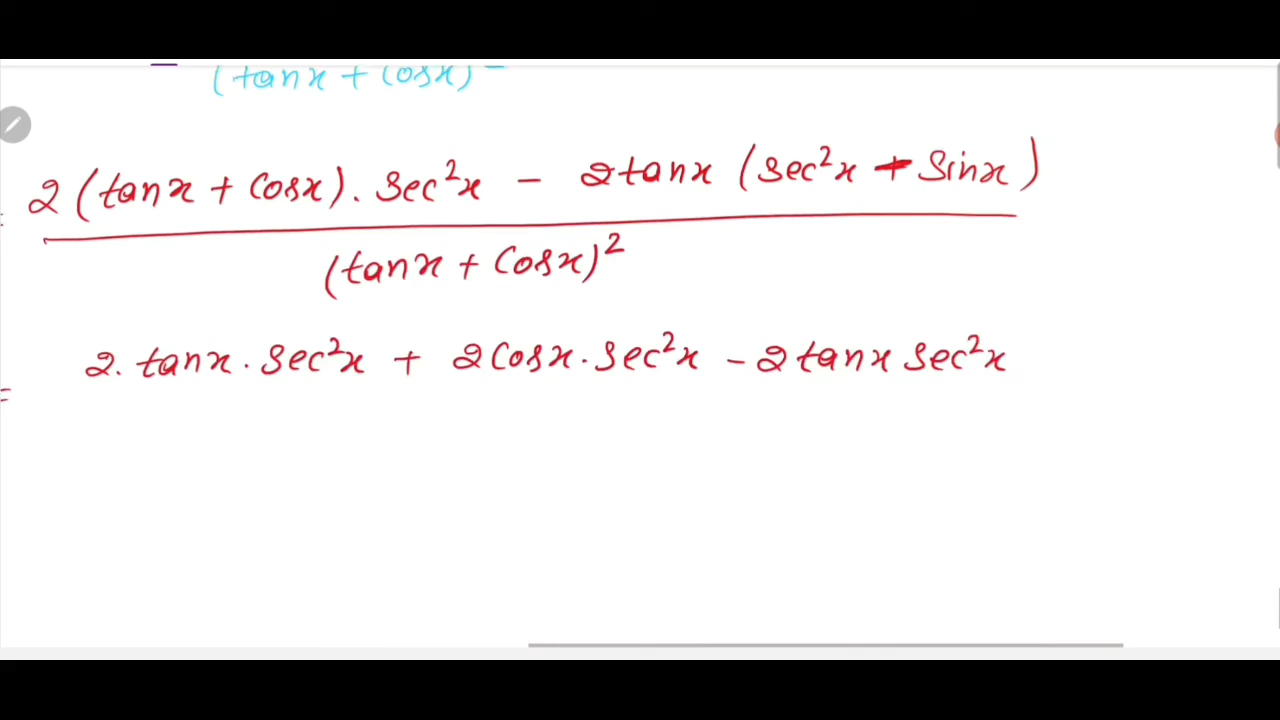 (tanx + cosx)
2 (tanx + cosx). sec²x - 2tanx (sec²x - sinx)
(tanx + cosx)²
= 2. tanx. sec²x + 2cosx. sec²x - 2tanx sec²x